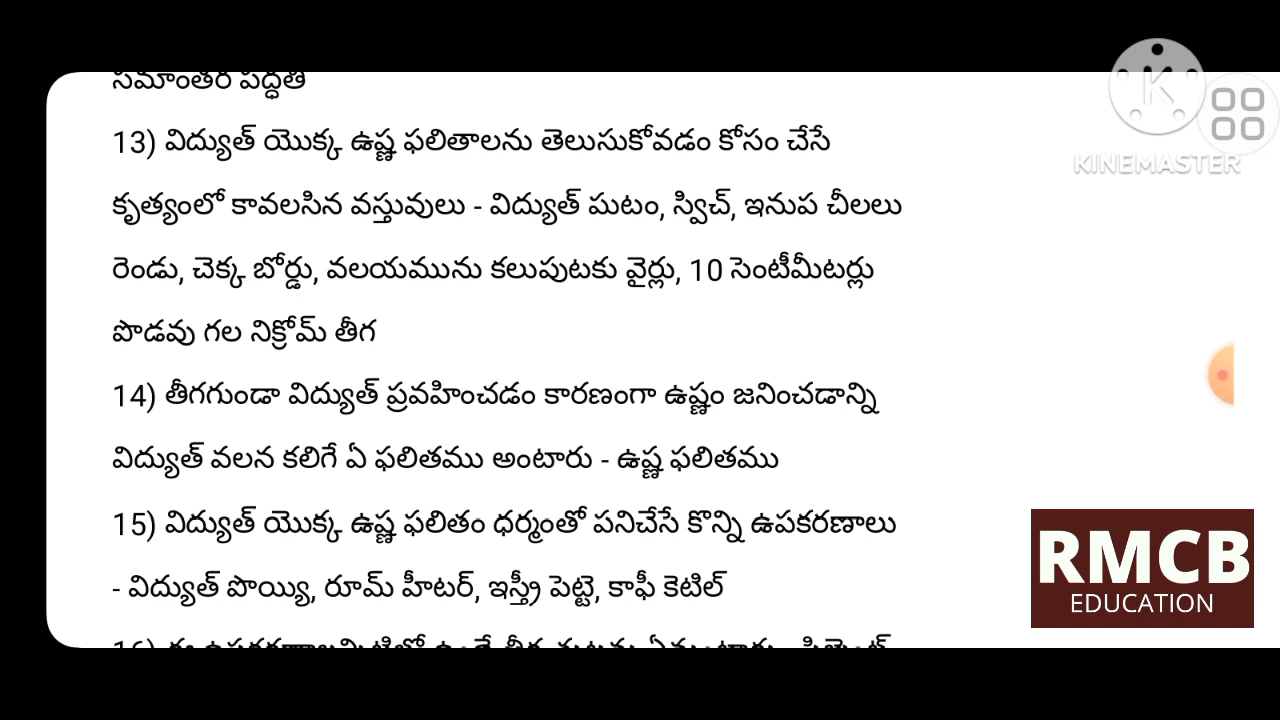 సమాంతర పద్ధతి
13) విద్యుత్ యొక్క ఉష్ణ ఫలితాలను తెలుసుకోవడం కోసం చేసే
కృత్యంలో కావలసిన వస్తువులు - విద్యుత్ ఘటం, స్విచ్, ఇనుప చీలలు
రెండు, చెక్క బోర్డు, వలయమును కలుపుటకు వైర్లు, 10 సెంటీమీటర్లు
పొడవు గల నిక్రోమ్ తీగ
14) తీగగుండా విద్యుత్ ప్రవహించడం కారణంగా ఉష్ణం జనించడాన్ని
విద్యుత్ వలన కలిగే ఏ ఫలితము అంటారు - ఉష్ణ ఫలితము
15) విద్యుత్ యొక్క ఉష్ణ ఫలితం ధర్మంతో పనిచేసే కొన్ని ఉపకరణాలు
- విద్యుత్ పొయ్యి, రూమ్ హీటర్, ఇస్త్రీ పెట్టె, కాఫీ కెటిల్
K
KINEMASTER
RMCB
EDUCATION